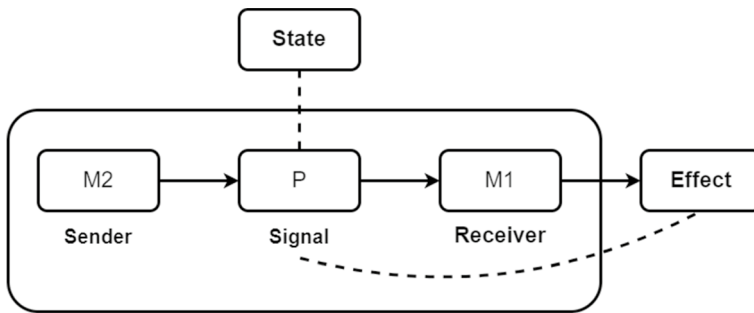 State
M2
P
M1
Effect
Sender
Signal
Receiver